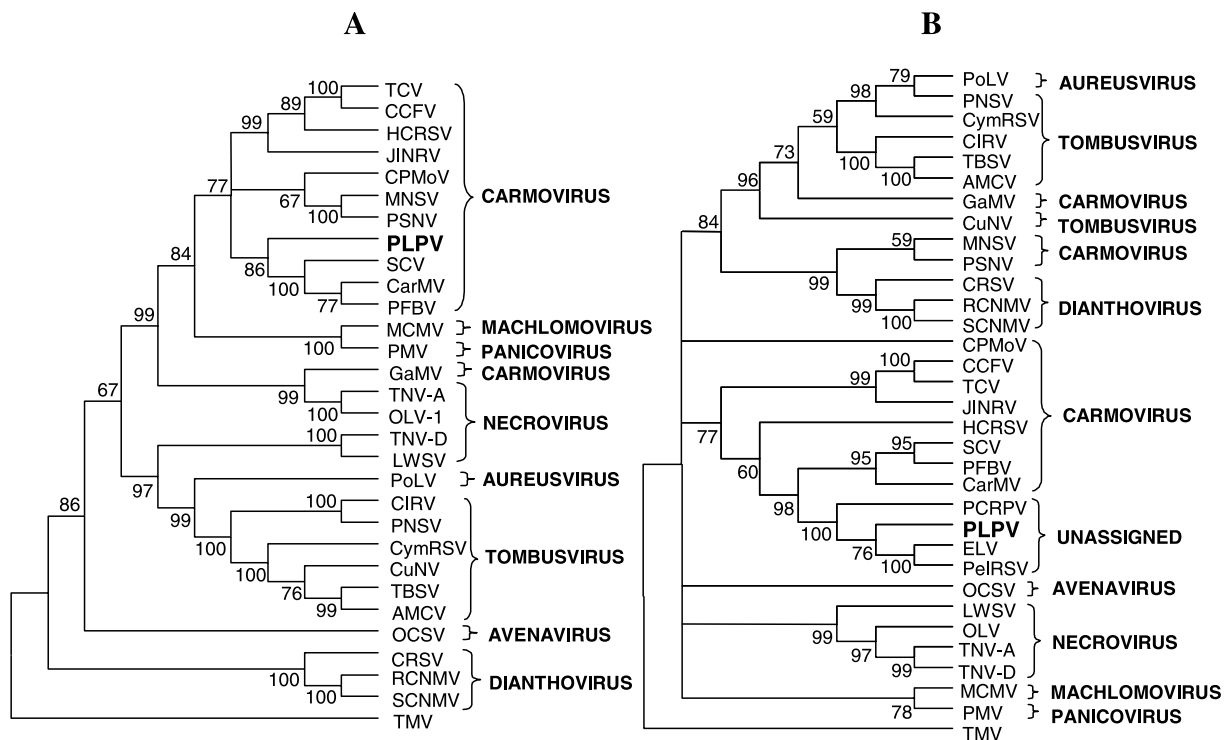 A
100
TCV
CCFV
89
HCRSV
99
JINRV
77
CPMoV
67
MNSV
100
PSNV
PLPV
86
SCV
100
CarMV
77
PFBV
CARMOVIRUS
84
MCMV
MACHLOMOVIRUS
100
PMV
PANICOVIRUS
99
GaMV
CARMOVIRUS
99
TNV-A
100
OLV-1
NECROVIRUS
67
100
TNV-D
LWSV
97
PoLV
AUREUSVIRUS
99
100
CIRV
PNSV
100
CymRSV
100
CuNV
76
TBSV
99
AMCV
TOMBUSVIRUS
86
OCSV
AVENAVIRUS
CRSV
100
RCNMV
100
SCNMV
DIANTHOVIRUS
TMV
B
79
PoLV
AUREUSVIRUS
98
PNSV
CymRSV
59
CIRV
100
TBSV
100
AMCV
TOMBUSVIRUS
73
GaMV
CARMOVIRUS
96
CuNV
TOMBUSVIRUS
84
59
MNSV
PSNV
CARMOVIRUS
99
CRSV
99
RCNMV
100
SCNMV
DIANTHOVIRUS
CPMoV
100
CCFV
TCV
99
JINRV
77
HCRSV
60
95
SCV
95
PFBV
CarMV
CARMOVIRUS
98
PCRPV
100
PLPV
76
ELV
100
PelRSV
UNASSIGNED
OCSV
AVENAVIRUS
LWSV
99
OLV
97
TNV-A
99
TNV-D
NECROVIRUS
MCMV
MACHLOMOVIRUS
78
PMV
PANICOVIRUS
TMV